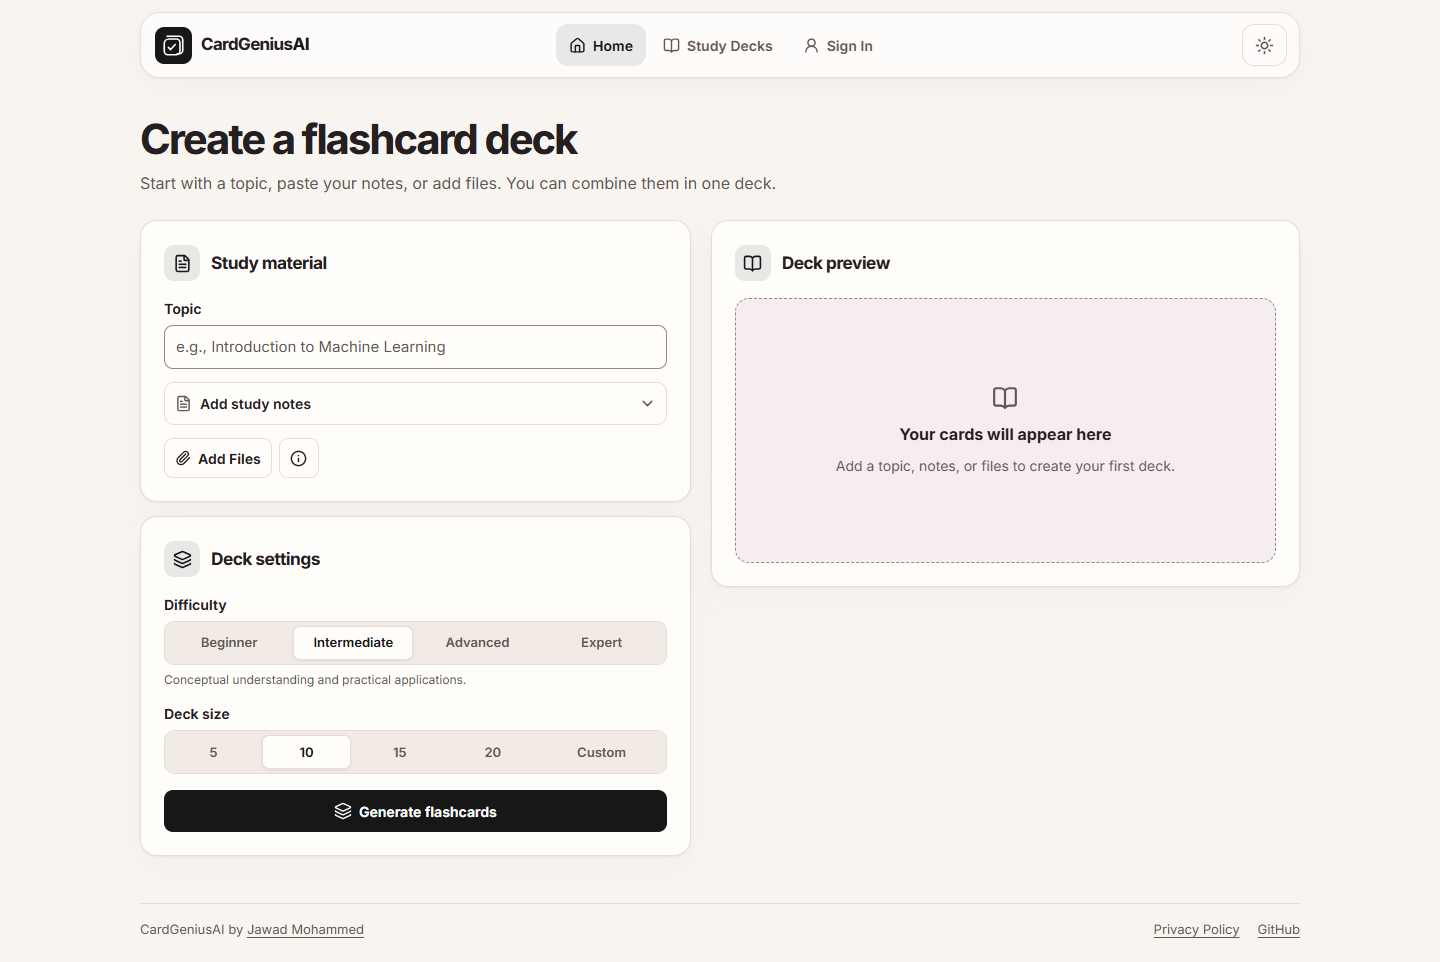 CardGeniusAI
Home
Study Decks
Sign In
Create a flashcard deck
Start with a topic, paste your notes, or add files. You can combine them in one deck.
Study material
Topic
e.g., Introduction to Machine Learning
Add study notes
Add Files
Deck settings
Difficulty
Beginner
Intermediate
Advanced
Expert
Conceptual understanding and practical applications.
Deck size
5
10
15
20
Custom
Generate flashcards
Deck preview
Your cards will appear here
Add a topic, notes, or files to create your first deck.
CardGeniusAI by Jawad Mohammed
Privacy Policy
GitHub